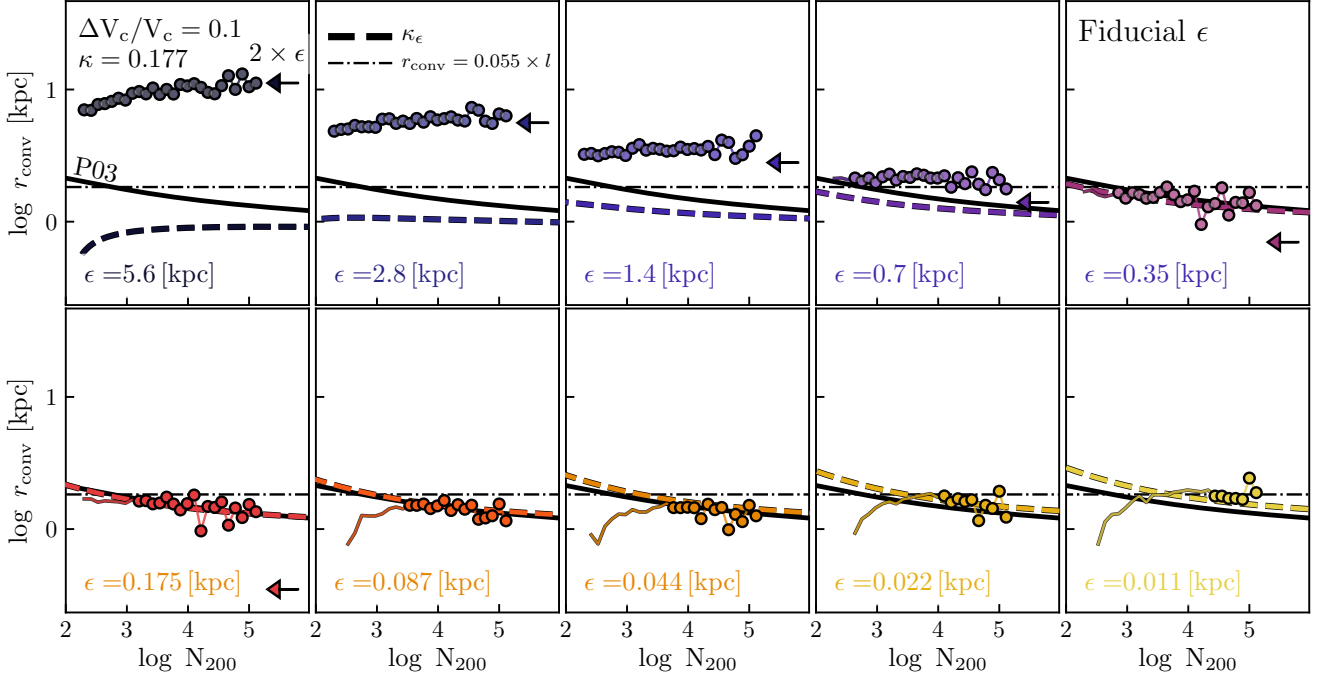 ΔV_c/V_c = 0.1
κ = 0.177
2 × ϵ
κ_ϵ
r_conv = 0.055 × l
Fiducial ϵ
log r_conv [kpc]
1
0
P03
ϵ =5.6 [kpc]
ϵ =2.8 [kpc]
ϵ =1.4 [kpc]
ϵ =0.7 [kpc]
ϵ =0.35 [kpc]
log r_conv [kpc]
1
0
ϵ =0.175 [kpc]
ϵ =0.087 [kpc]
ϵ =0.044 [kpc]
ϵ =0.022 [kpc]
ϵ =0.011 [kpc]
2 3 4 5 2 3 4 5 2 3 4 5 2 3 4 5 2 3 4 5
log N_200
log N_200
log N_200
log N_200
log N_200